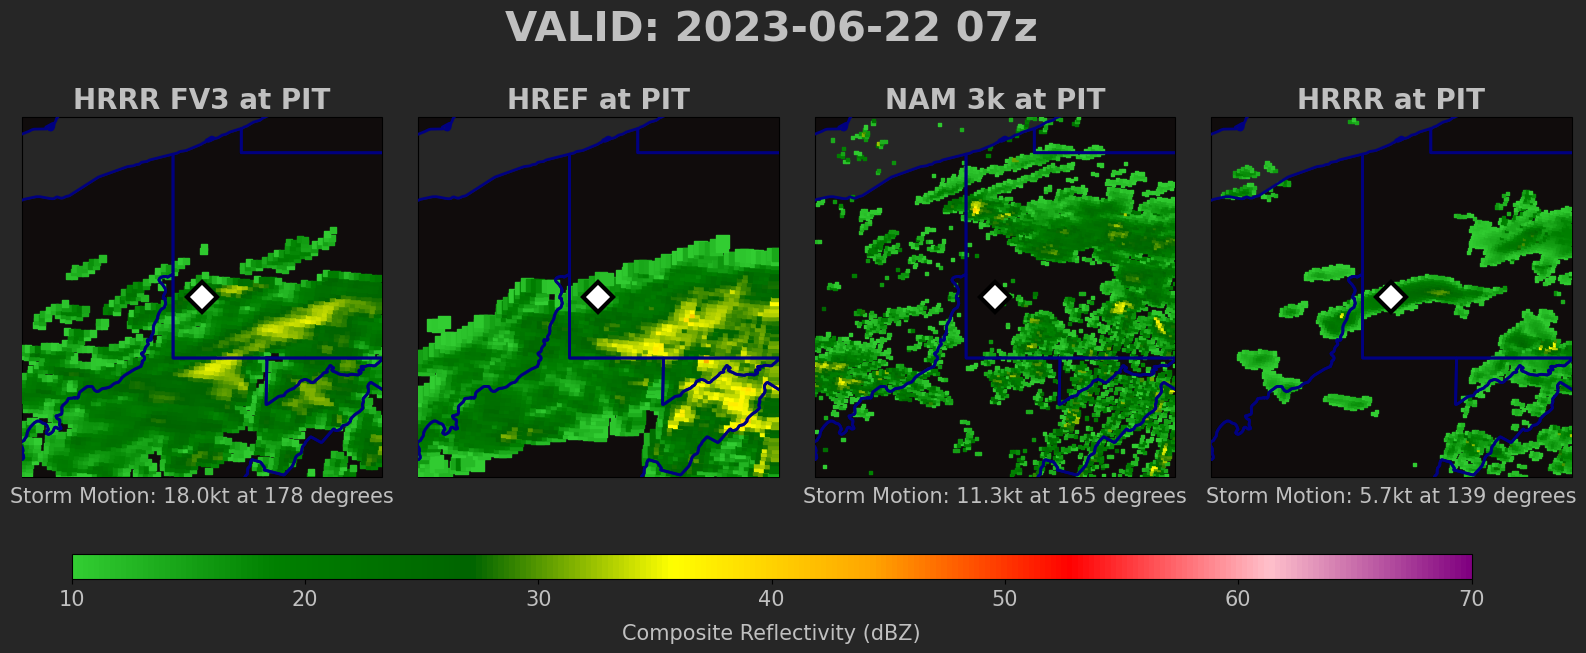 VALID: 2023-06-22 07z
HRRR FV3 at PIT
HREF at PIT
NAM 3k at PIT
HRRR at PIT
Storm Motion: 18.0kt at 178 degrees
Storm Motion: 11.3kt at 165 degrees
Storm Motion: 5.7kt at 139 degrees
10 20 30 40 50 60 70
Composite Reflectivity (dBZ)